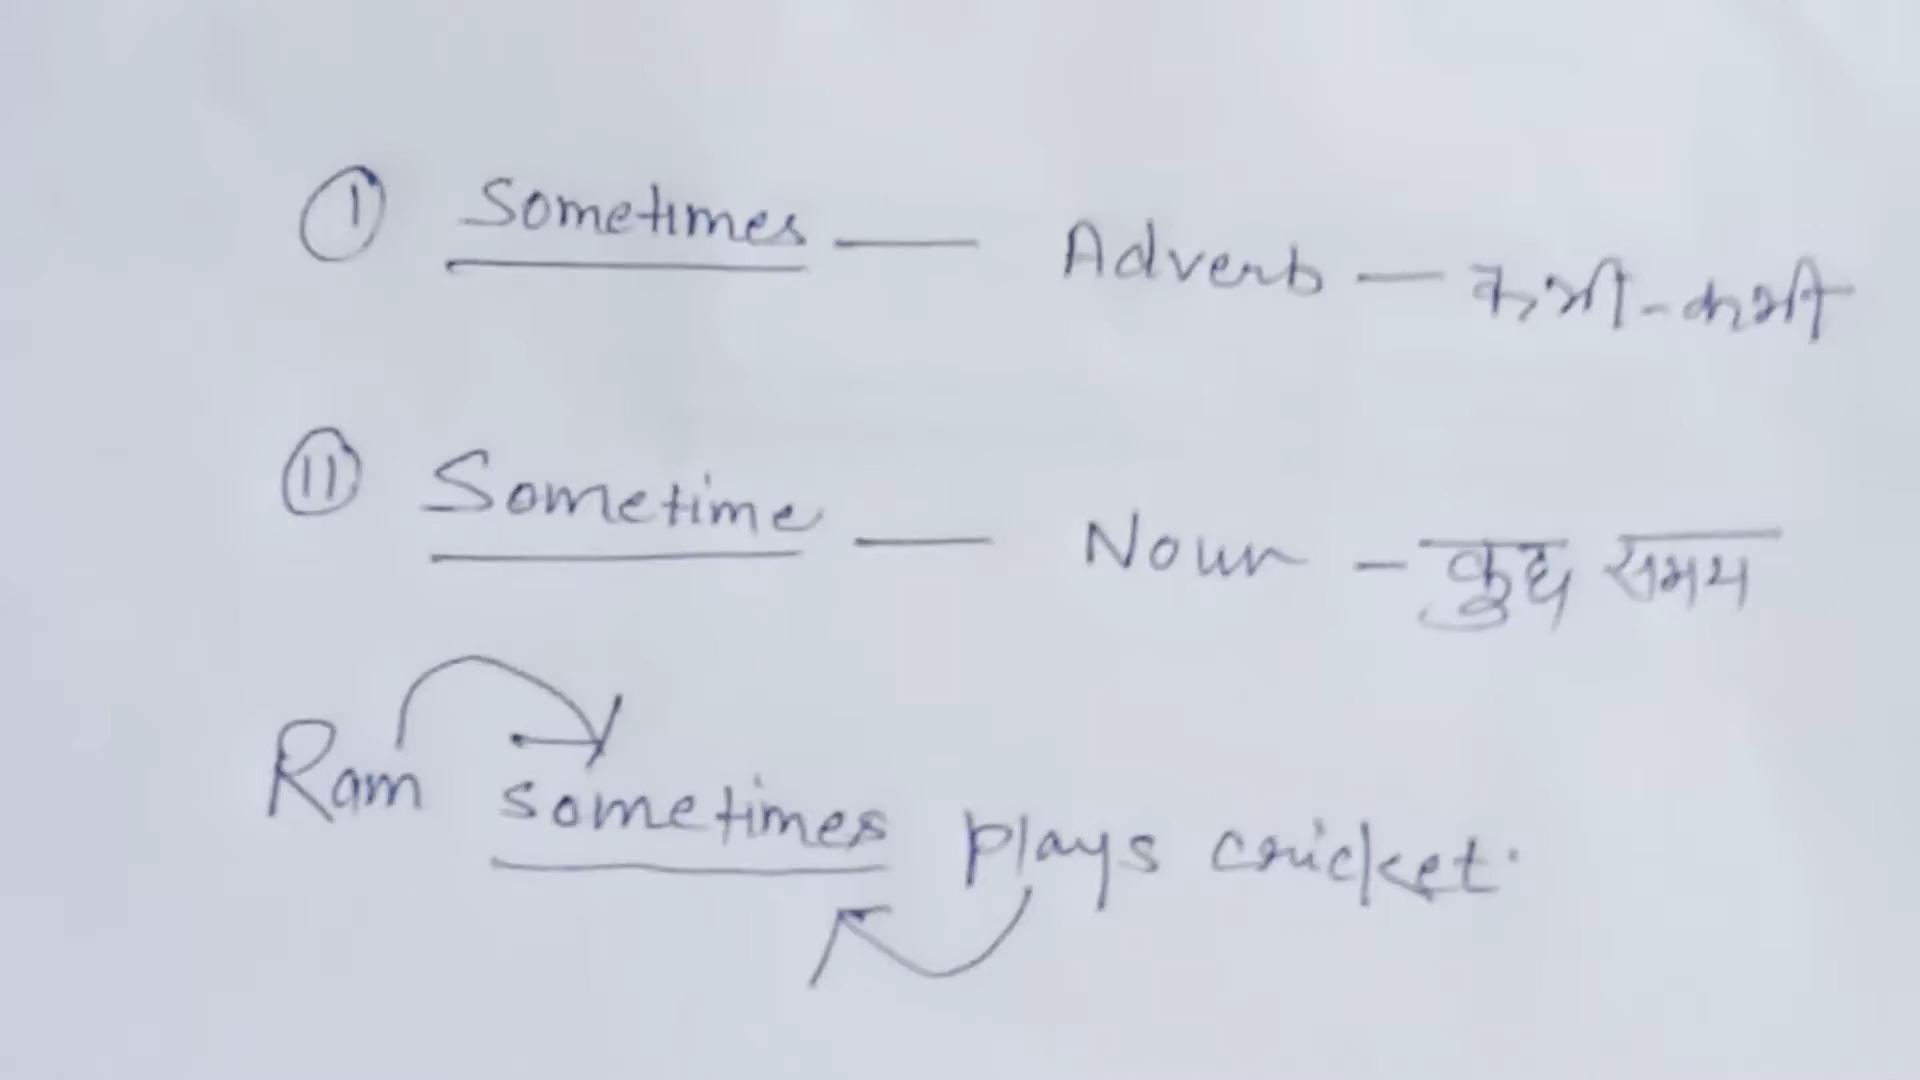 ① Sometimes — Adverb — कभी-कभी
⑪ Sometime — Noun - कुछ समय
Ram sometimes plays cricket.